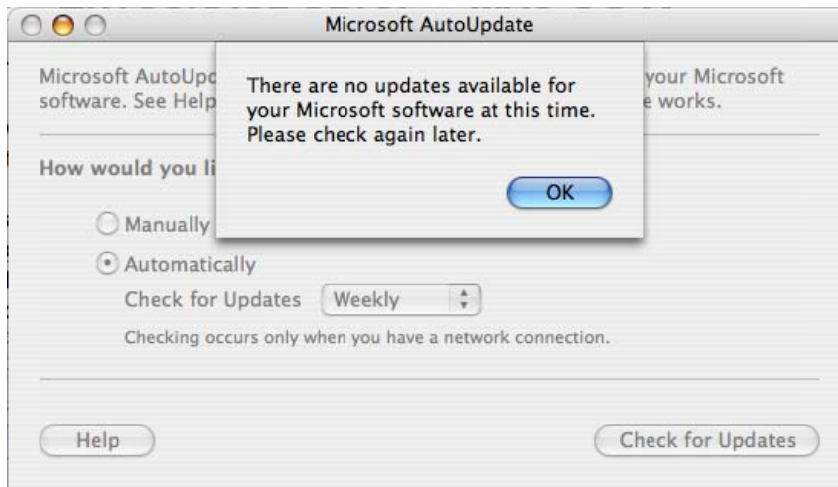 Microsoft AutoUpdate
There are no updates available for
your Microsoft software at this time.
Please check again later.
OK
Microsoft your Microsoft
software. See Help works.
How would you
Manually
Automatically
Check for Updates Weekly
Checking occurs only when you have a network connection.
Help Check for Updates